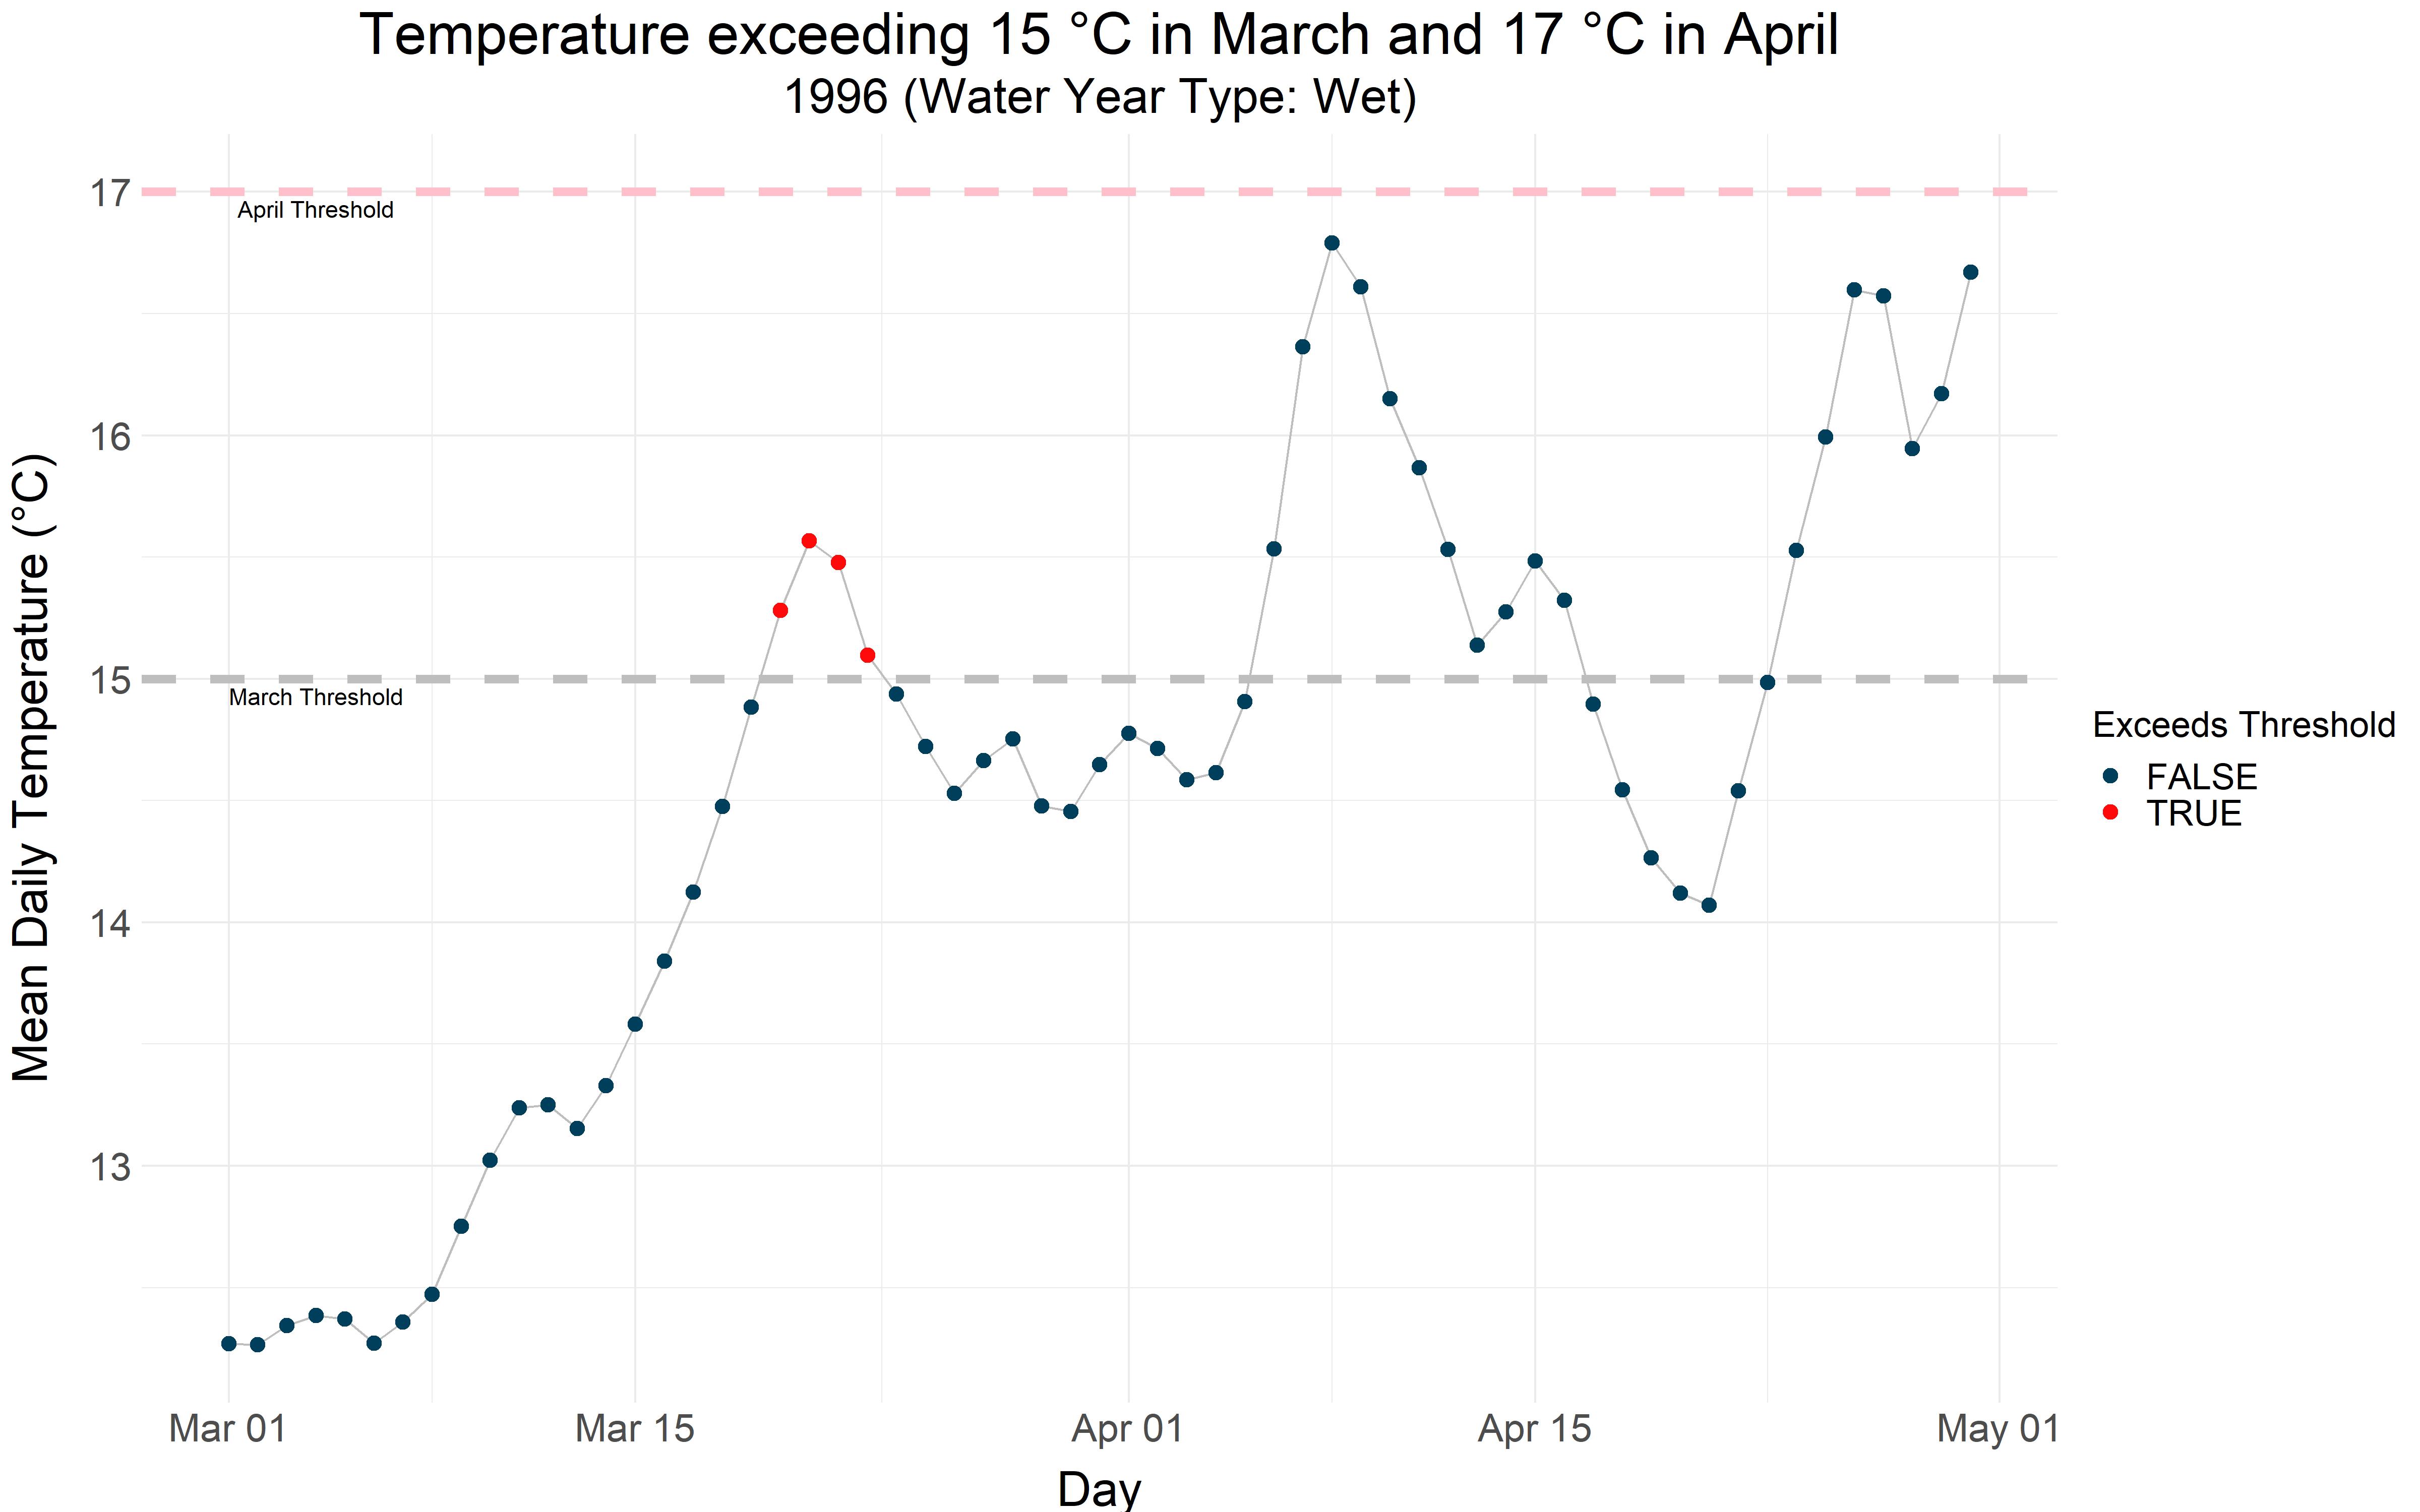 Temperature exceeding 15 °C in March and 17 °C in April
1996 (Water Year Type: Wet)
Mean Daily Temperature (°C)
17
April Threshold
16
15
March Threshold
14
13
Mar 01
Mar 15
Apr 01
Apr 15
May 01
Day
Exceeds Threshold
FALSE
TRUE